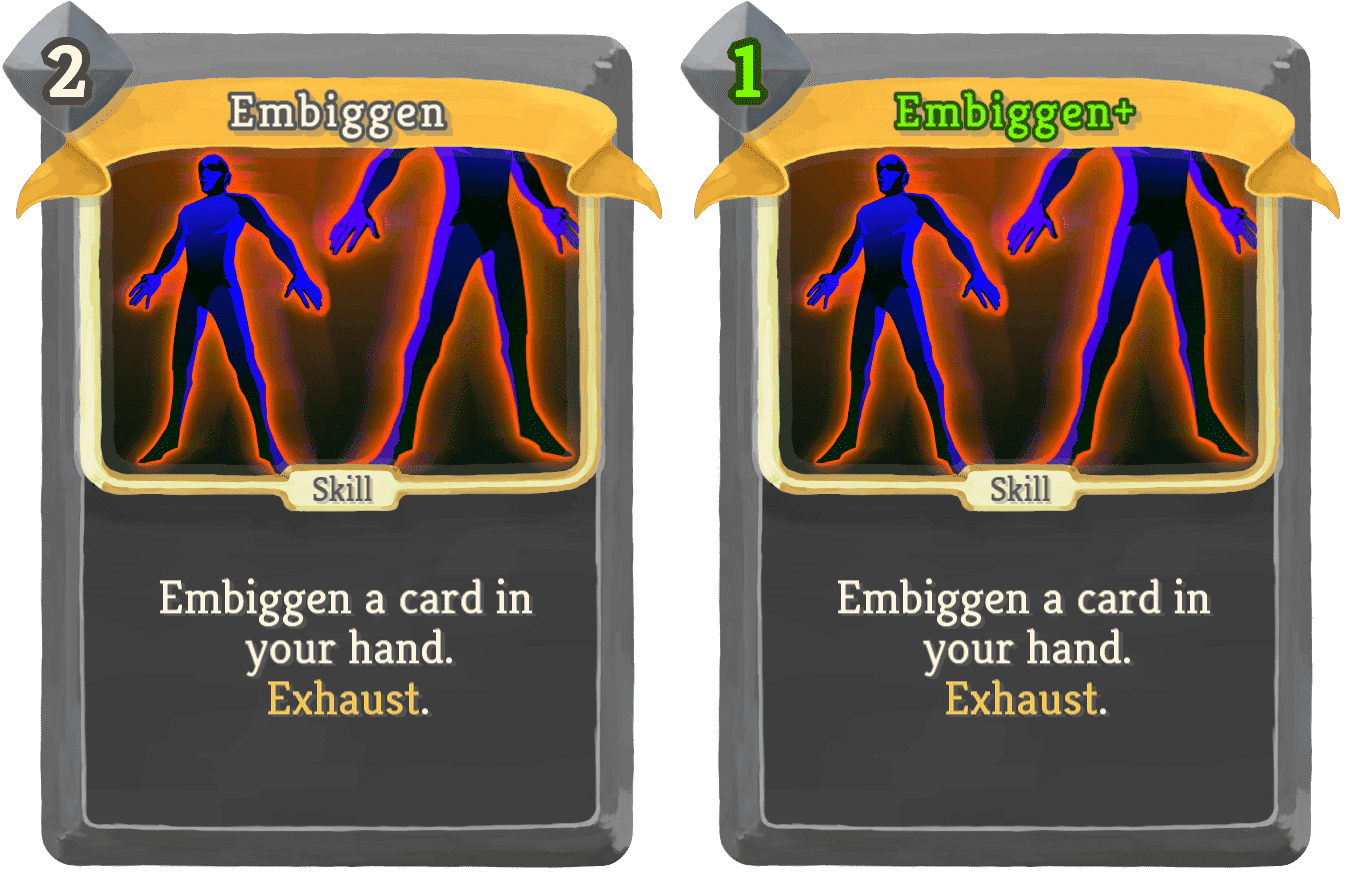 2
Embiggen
Skill
Embiggen a card in
your hand.
Exhaust.
1
Embiggen+
Skill
Embiggen a card in
your hand.
Exhaust.